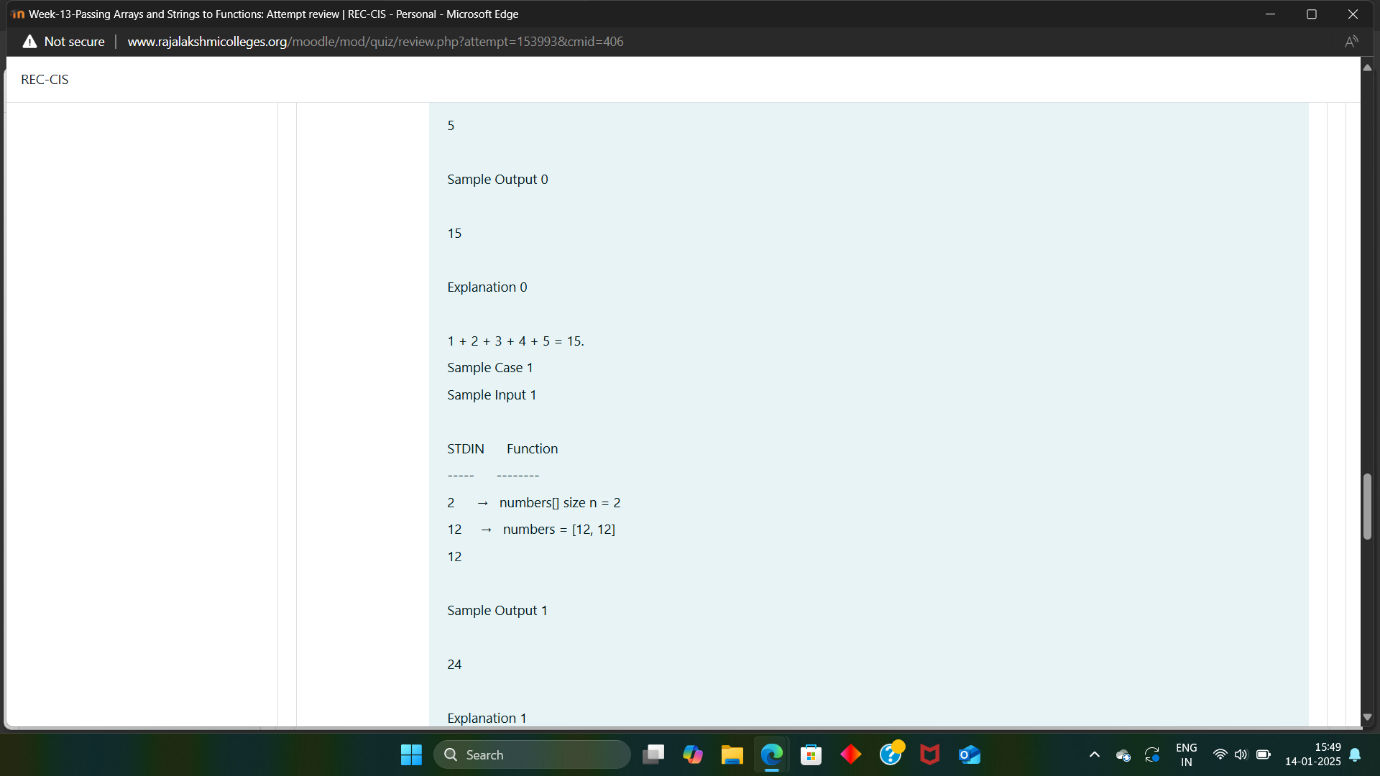 Week-13-Passing Arrays and Strings to Functions: Attempt review | REC-CIS - Personal - Microsoft Edge
Not secure | www.rajalakshmicolleges.org/moodle/mod/quiz/review.php?attempt=153993&cmid=406
REC-CIS
5
Sample Output 0
15
Explanation 0
1 + 2 + 3 + 4 + 5 = 15.
Sample Case 1
Sample Input 1
STDIN Function
----- --------
2 → numbers[] size n = 2
12 → numbers = [12, 12]
12
Sample Output 1
24
Explanation 1
Search
ENG
IN
15:49
14-01-2025